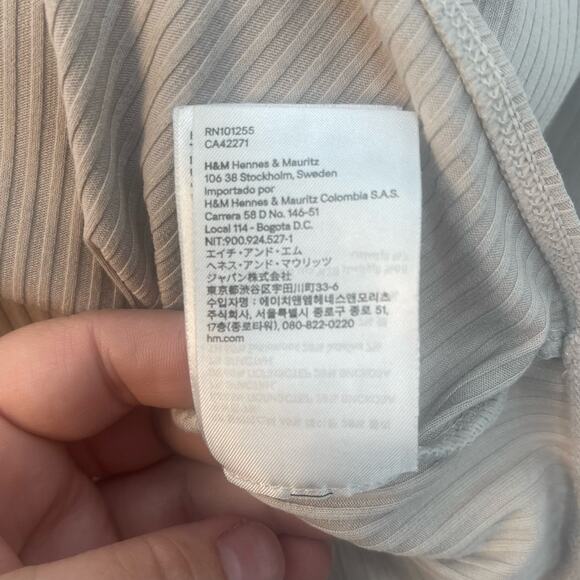 RN101255
CA42271
H&M Hennes & Mauritz
106 38 Stockholm, Sweden
Importado por
H&M Hennes & Mauritz Colombia S.A.S.
Carrera 58 D No. 146-51
Local 114 - Bogota D.C.
NIT:900.924.527-1
エイチ・アンド・エム
ヘネス・アンド・マウリッツ
ジャパン株式会社
東京都渋谷区宇田川町33-6
수입자명 : 에이치앤엠헤네스앤모리츠
주식회사, 서울특별시 종로구 종로 51,
17층(종로타워), 080-822-0220
hm.com